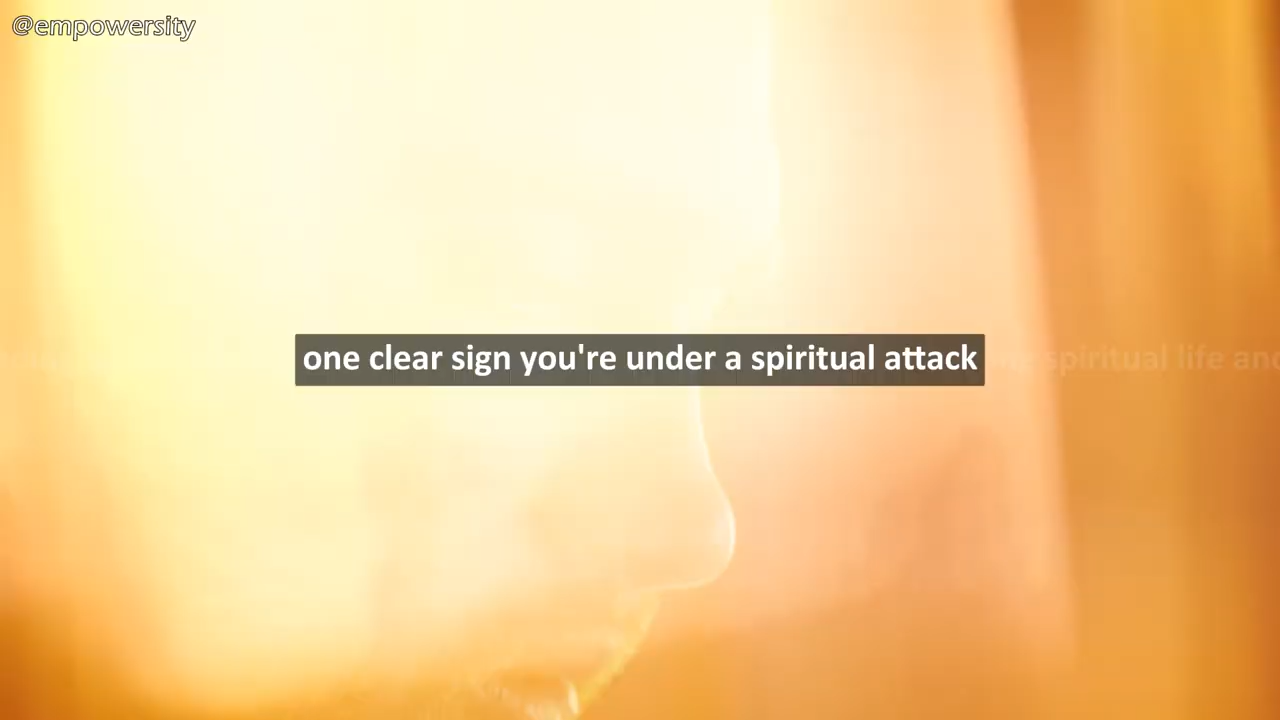 @empowersity
one clear sign you're under a spiritual attack
spiritual life and